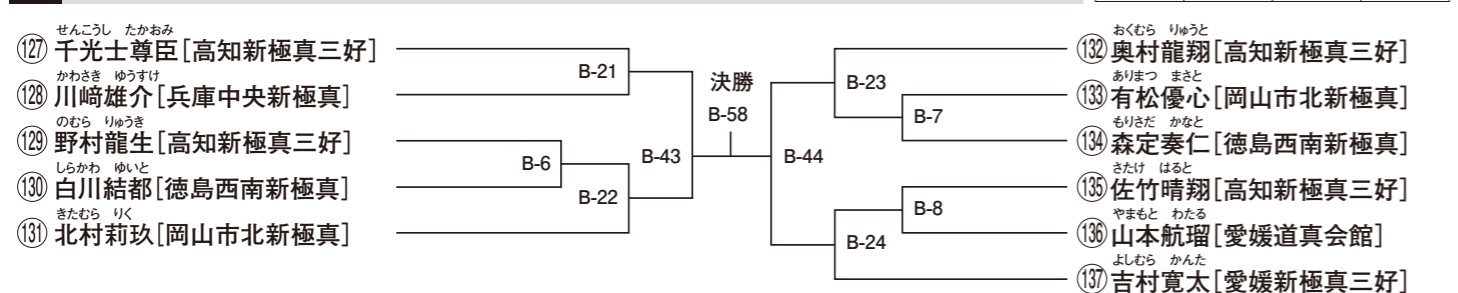 せんこうし たかおみ
127 千光士尊臣[高知新極真三好]
かわさき ゆうすけ
128 川﨑雄介[兵庫中央新極真]
のむら りゅうき
129 野村龍生[高知新極真三好]
しらかわ ゆいと
130 白川結都[徳島西南新極真]
きたむら りく
131 北村莉玖[岡山市北新極真]
B-21
B-6
B-22
B-43
決勝
B-58
B-44
B-23
B-7
B-8
B-24
おくむら りゅうと
132 奥村龍翔[高知新極真三好]
ありまつ まさと
133 有松優心[岡山市北新極真]
もりさだ かなと
134 森定奏仁[徳島西南新極真]
さたけ はると
135 佐竹晴翔[高知新極真三好]
やまもと わたる
136 山本航瑠[愛媛道真会館]
よしむら かんた
137 吉村寛太[愛媛新極真三好]